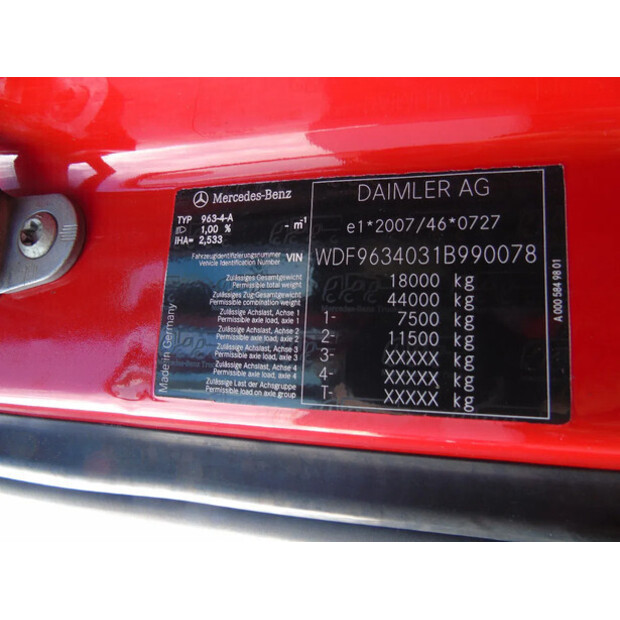 Mercedes-Benz
DAIMLER AG
TYP 963-4-A
1,00 % - m-1
e1*2007/46*0727
IHA= 2,533
Fahrzeugidentifizierungsnummer
Vehicle Identification Number VIN WDF9634031B990078
Zulässiges Gesamtgewicht
Permissible total weight 18000 kg
Zulässiges Zug-Gesamtgewicht
Permissible combination weight 44000 kg
Zulässige Achslast, Achse 1
Permissible axle load, axle 1 1- 7500 kg
Zulässige Achslast, Achse 2
Permissible axle load, axle 2 2- 11500 kg
Zulässige Achslast, Achse 3
Permissible axle load, axle 3 3- XXXXX kg
Zulässige Achslast, Achse 4
Permissible axle load, axle 4 4- XXXXX kg
Zulässige Last der Achsgruppe
Permissible load on axle group T- XXXXX kg
Made in Germany
A 000 584 98 01